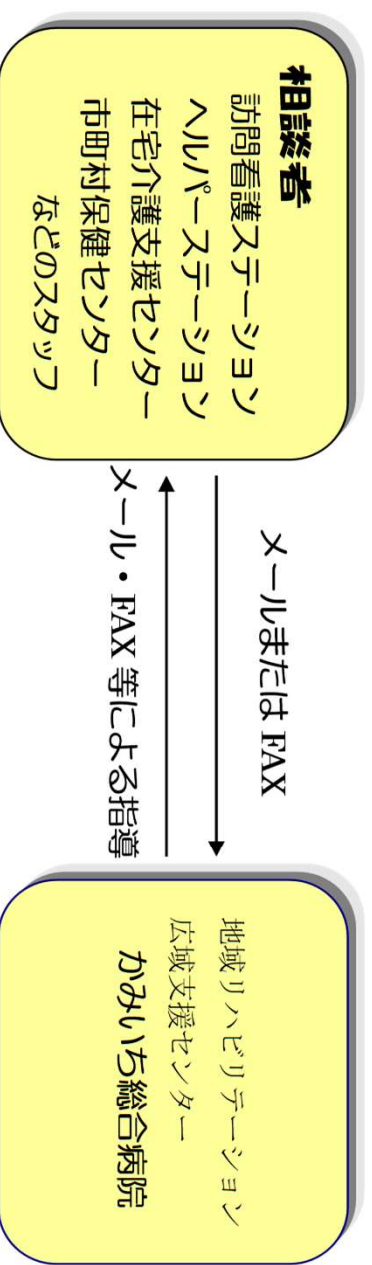 相談者
訪問看護ステーション
ヘルパーステーション
在宅介護支援センター
市町村保健センター
などのスタッフ
メールまたは FAX
メール・FAX 等による指導
地域リハビリテーション
広域支援センター
かみいち総合病院